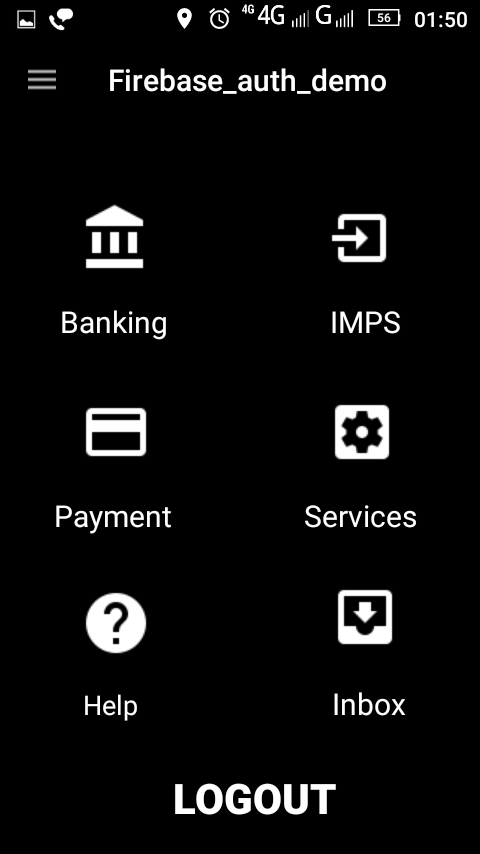 4G 4G G 56 01:50
Firebase_auth_demo
Banking IMPS
Payment Services
Help Inbox
LOGOUT